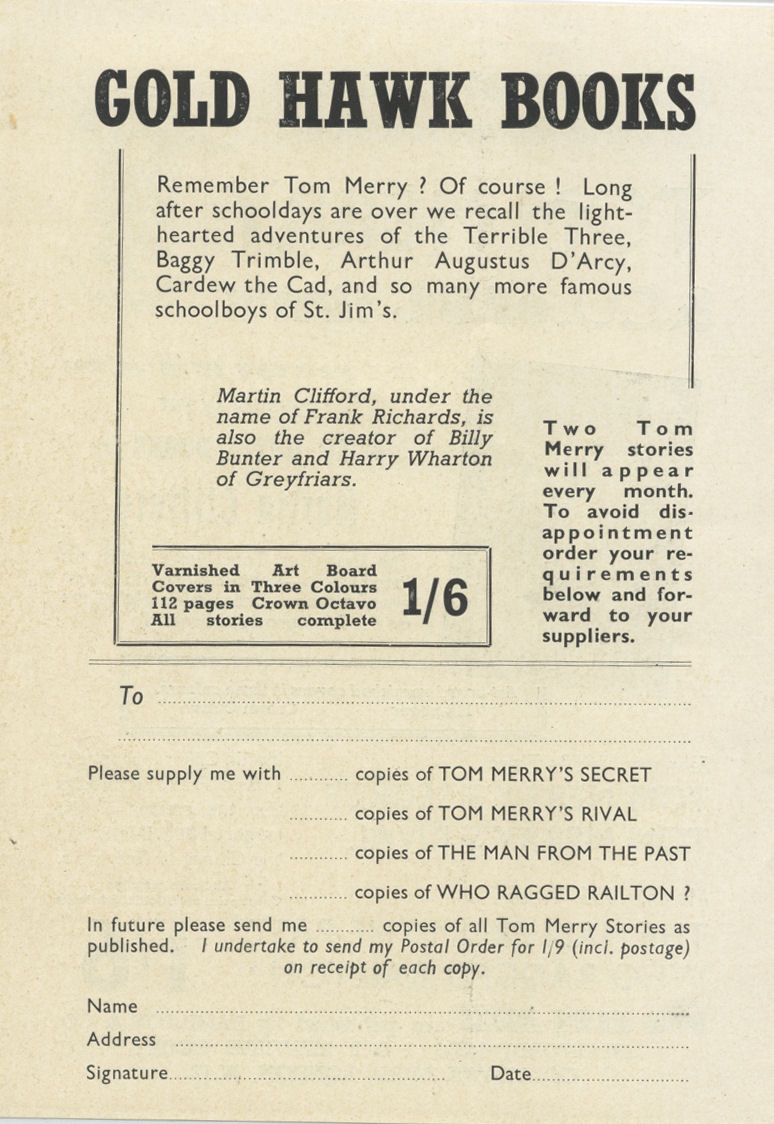 GOLD HAWK BOOKS
Remember Tom Merry ? Of course ! Long
after schooldays are over we recall the light-
hearted adventures of the Terrible Three,
Baggy Trimble, Arthur Augustus D'Arcy,
Cardew the Cad, and so many more famous
schoolboys of St. Jim's.
Martin Clifford, under the
name of Frank Richards, is
also the creator of Billy
Bunter and Harry Wharton
of Greyfriars.
Two Tom
Merry stories
will appear
every month.
To avoid dis-
appointment
order your re-
quirements
below and for-
ward to your
suppliers.
Varnished Art Board
Covers in Three Colours
112 pages Crown Octavo
All stories complete
1/6
To
Please supply me with ........... copies of TOM MERRY'S SECRET
........... copies of TOM MERRY'S RIVAL
........... copies of THE MAN FROM THE PAST
........... copies of WHO RAGGED RAILTON ?
In future please send me ........... copies of all Tom Merry Stories as
published. I undertake to send my Postal Order for 1/9 (incl. postage)
on receipt of each copy.
Name
Address
Signature
Date